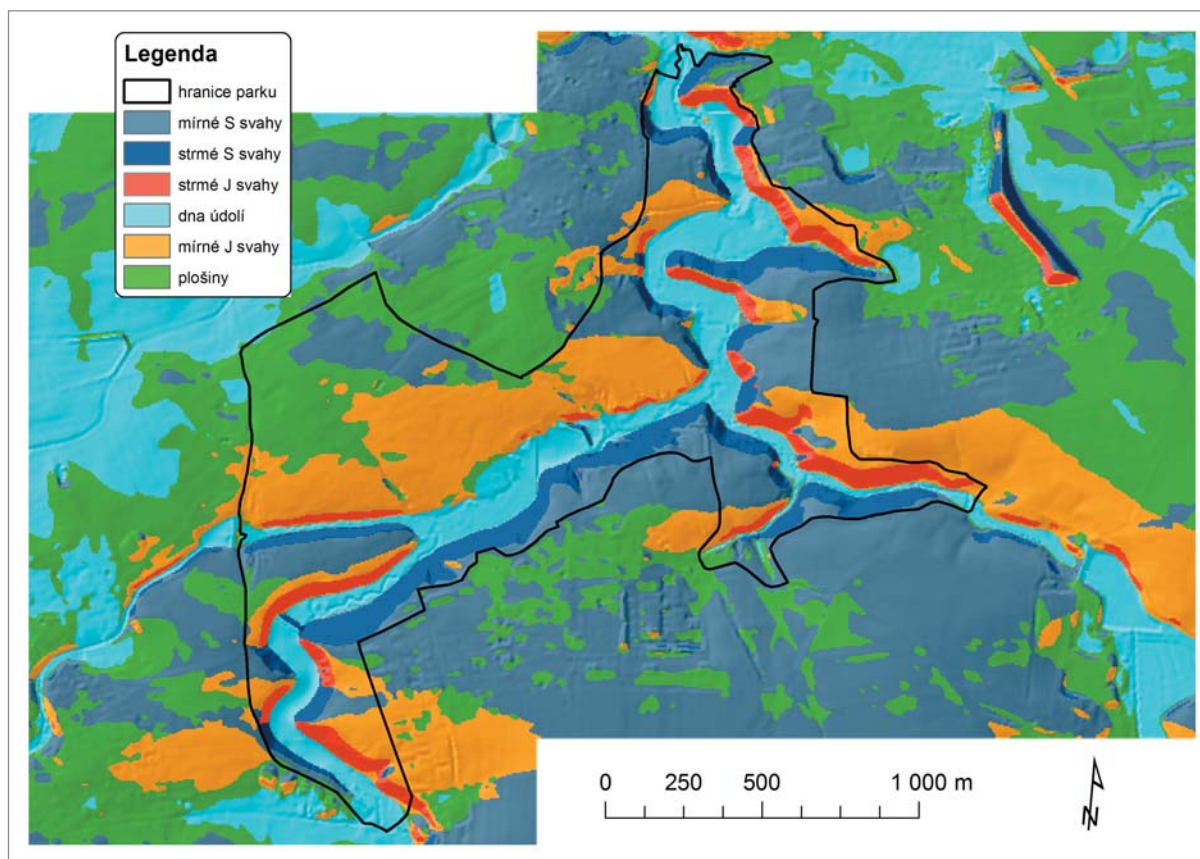 Legenda
hranice parku
mírné S svahy
strmé S svahy
strmé J svahy
dna údolí
mírné J svahy
plošiny
0 250 500 1 000 m
N